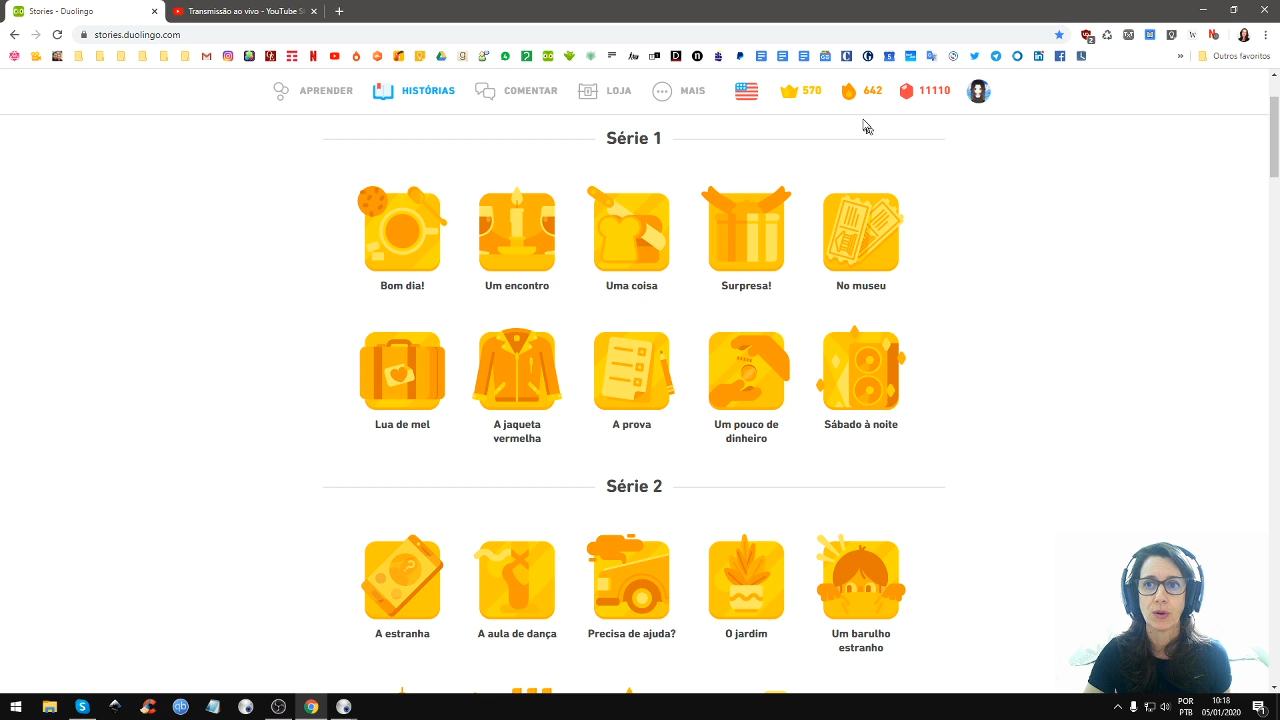 Stories - Duolingo
Transmissão ao vivo - YouTube S
stories.duolingo.com
Outros favoritos
APRENDER
HISTÓRIAS
COMENTAR
LOJA
MAIS
570
642
11110
Série 1
Bom dia!
Um encontro
Uma coisa
Surpresa!
No museu
Lua de mel
A jaqueta
vermelha
A prova
Um pouco de
dinheiro
Sábado à noite
Série 2
A estranha
A aula de dança
Precisa de ajuda?
O jardim
Um barulho
estranho
POR
PTB
10:18
05/01/2020